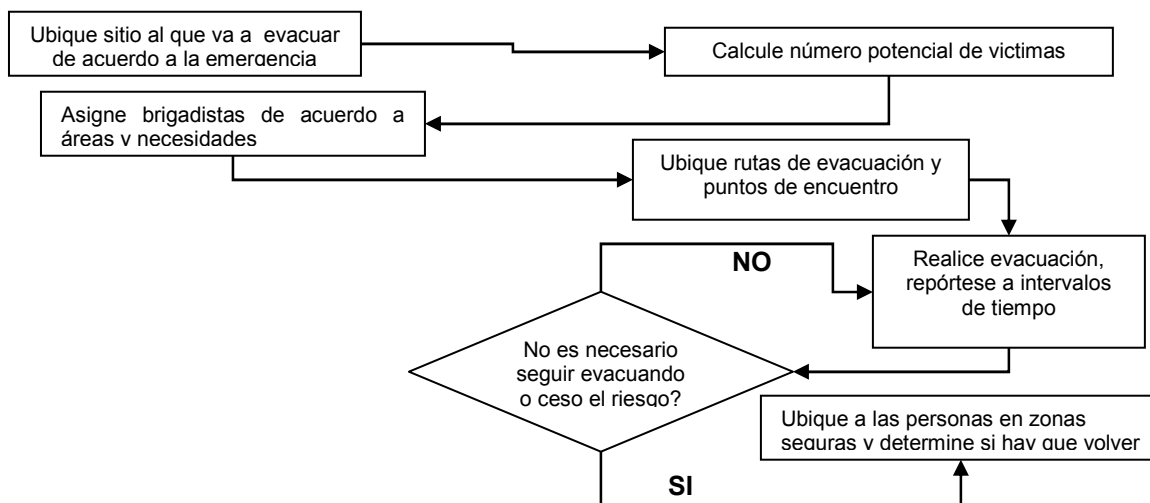 Ubique sitio al que va a evacuar
de acuerdo a la emergencia
Calcule número potencial de victimas
Asigne brigadistas de acuerdo a
áreas y necesidades
Ubique rutas de evacuación y
puntos de encuentro
Realice evacuación,
repórtese a intervalos
de tiempo
NO
No es necesario
seguir evacuando
o ceso el riesgo?
Ubique a las personas en zonas
seguras y determine si hay que volver
SI